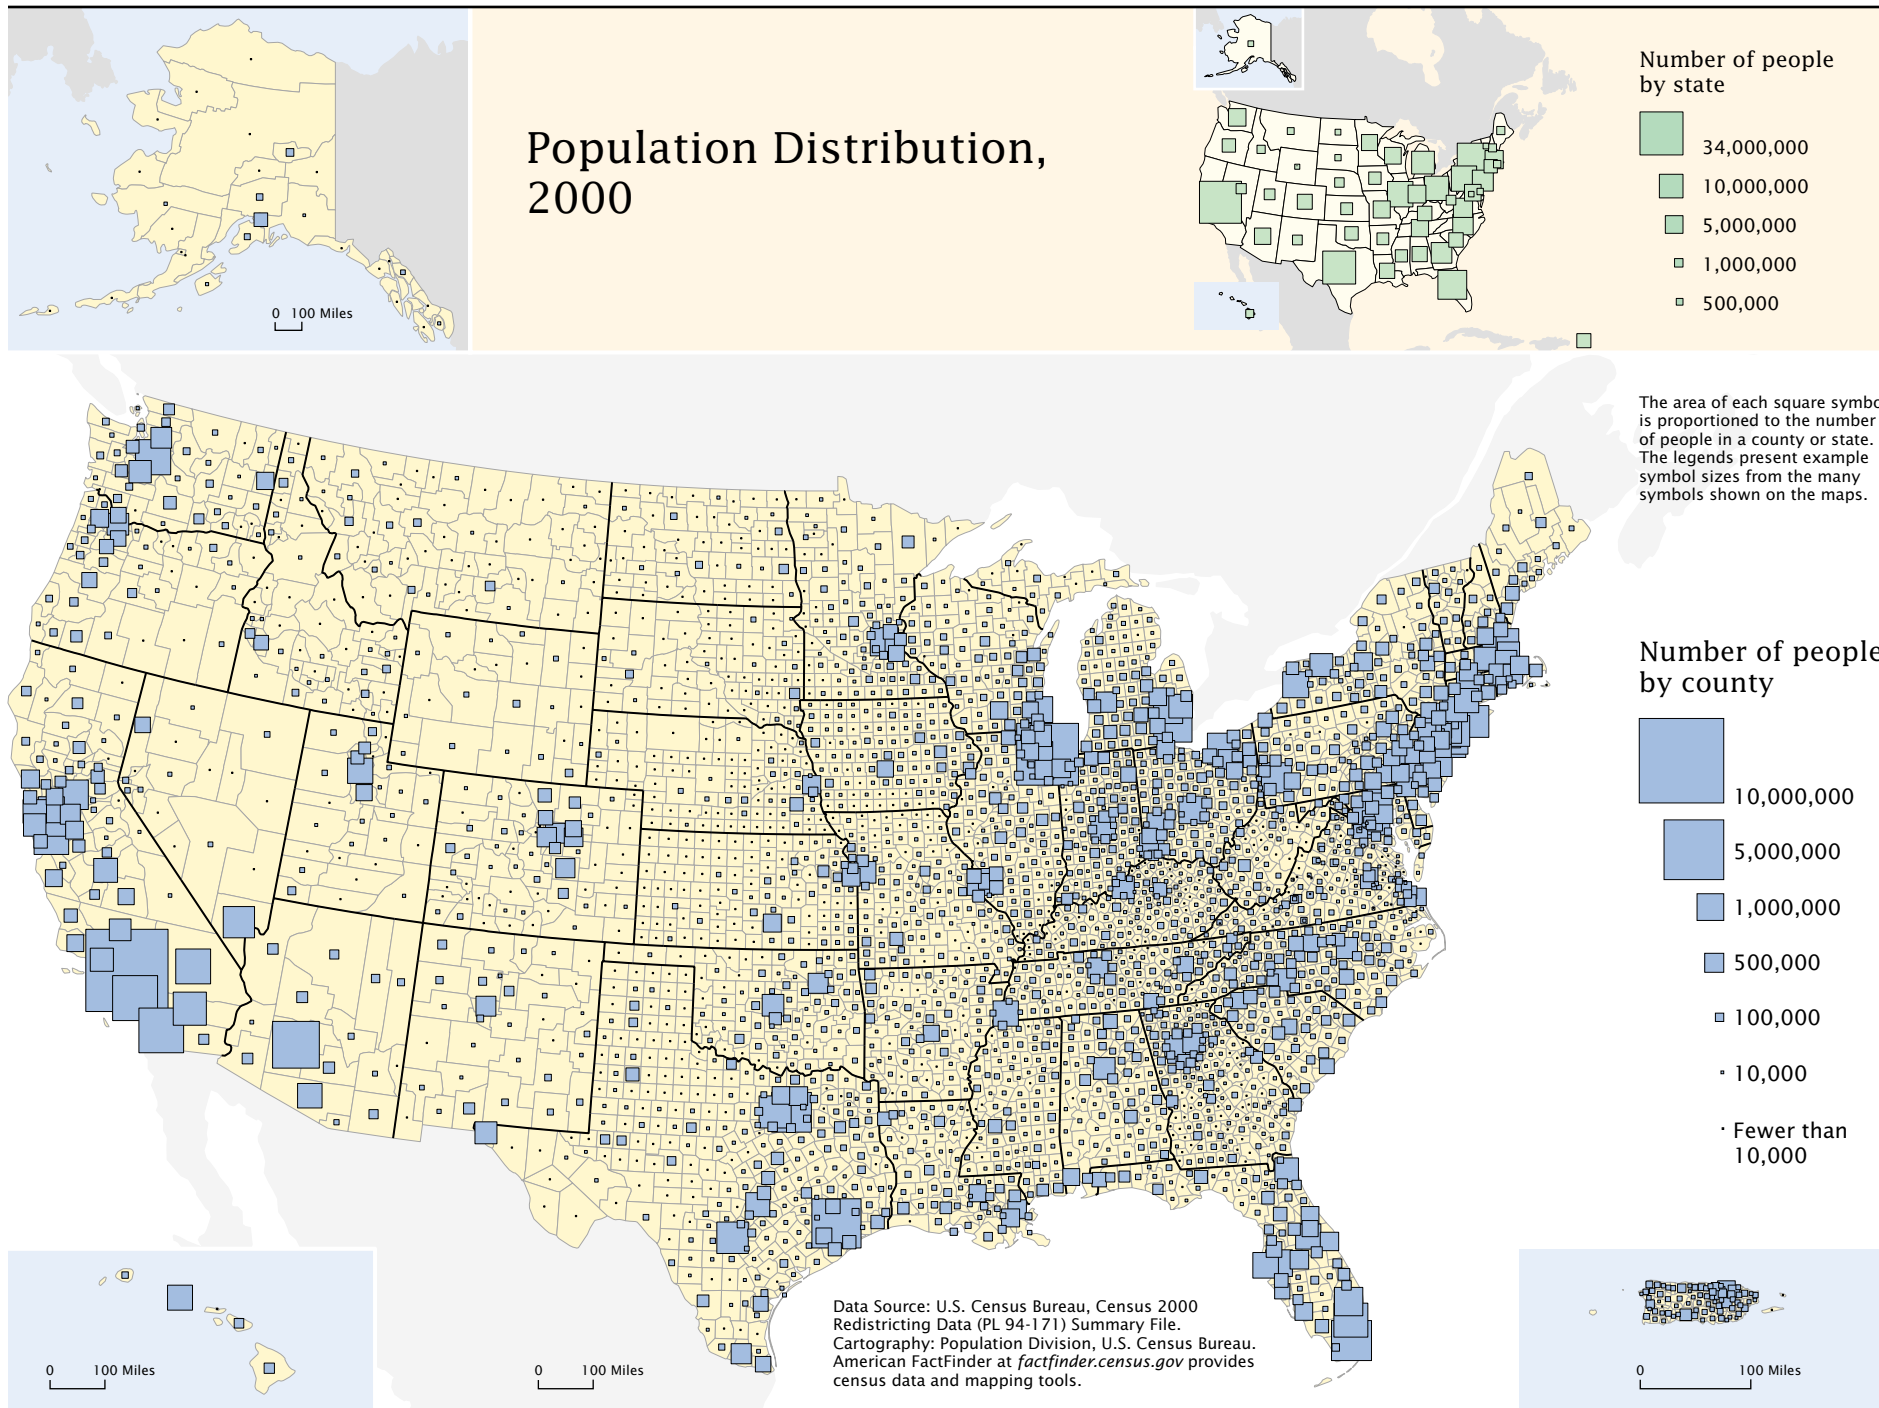 Population Distribution,
2000
0 100 Miles
Number of people
by state
34,000,000
10,000,000
5,000,000
1,000,000
500,000
The area of each square symbo
is proportioned to the number
of people in a county or state.
The legends present example
symbol sizes from the many
symbols shown on the maps.
Number of people
by county
10,000,000
5,000,000
1,000,000
500,000
100,000
10,000
Fewer than
10,000
0 100 Miles
0 100 Miles
Data Source: U.S. Census Bureau, Census 2000
Redistricting Data (PL 94-171) Summary File.
Cartography: Population Division, U.S. Census Bureau.
American FactFinder at factfinder.census.gov provides
census data and mapping tools.
0 100 Miles